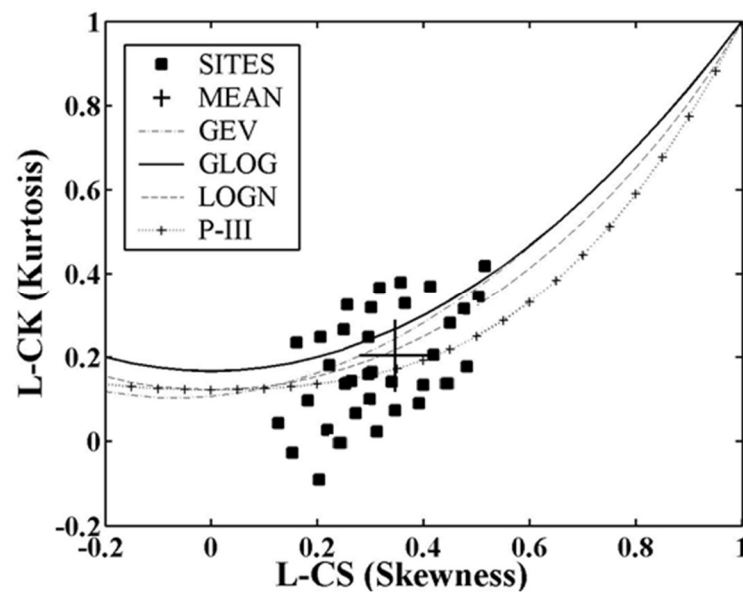 1
0.8
0.6
0.4
0.2
0
-0.2
L-CK (Kurtosis)
SITES
MEAN
GEV
GLOG
LOGN
P-III
-0.2 0 0.2 0.4 0.6 0.8 1
L-CS (Skewness)